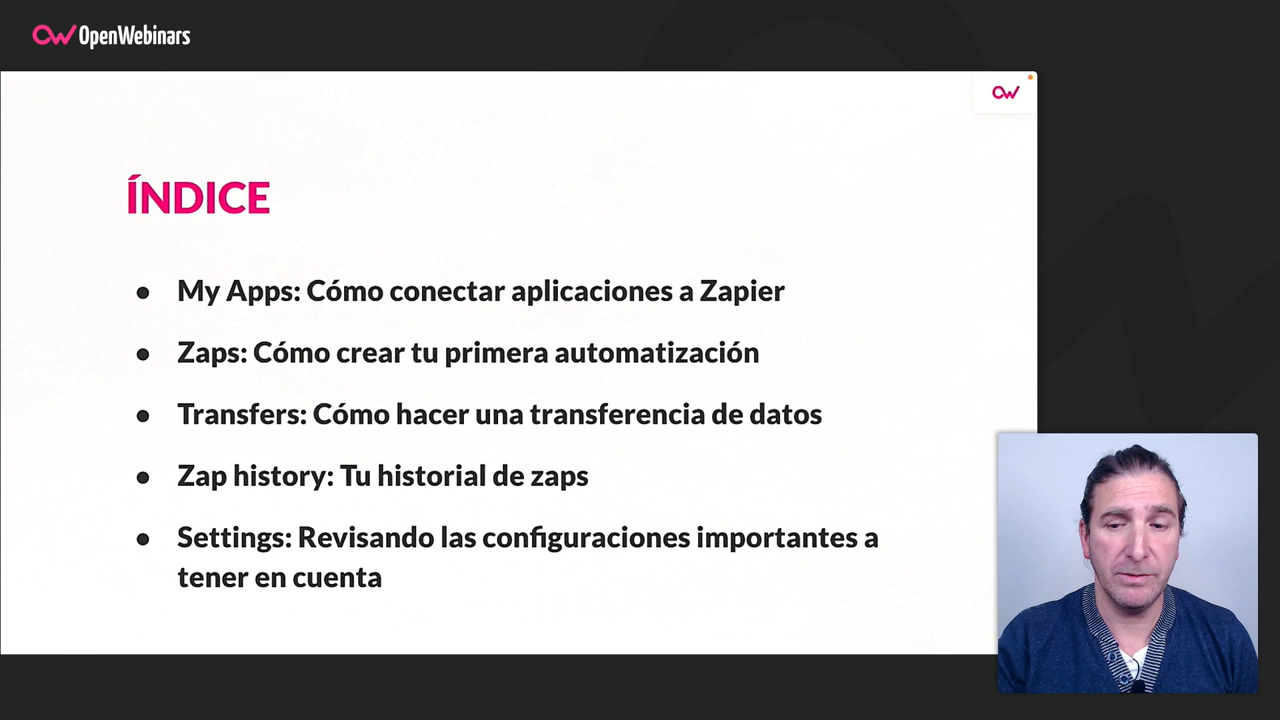 OpenWebinars
ÍNDICE
● My Apps: Cómo conectar aplicaciones a Zapier
● Zaps: Cómo crear tu primera automatización
● Transfers: Cómo hacer una transferencia de datos
● Zap history: Tu historial de zaps
● Settings: Revisando las configuraciones importantes a
tener en cuenta